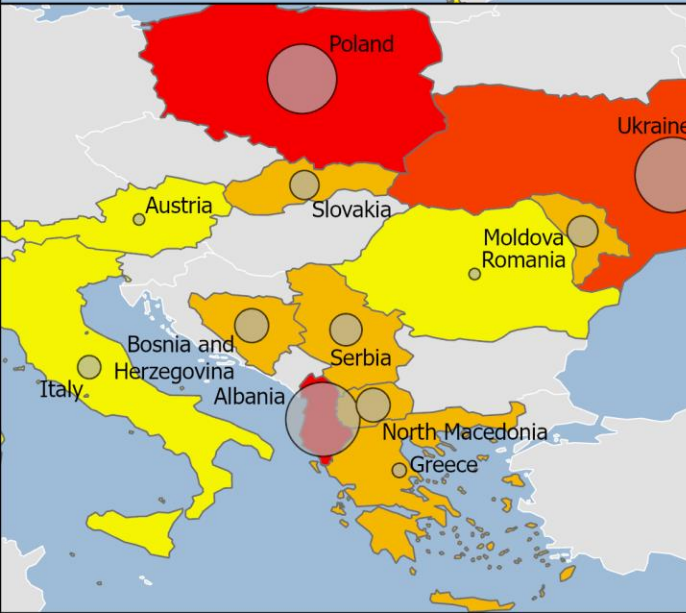 Poland
Ukraine
Austria
Slovakia
Moldova
Romania
Bosnia and
Herzegovina
Serbia
Italy
Albania
North Macedonia
Greece